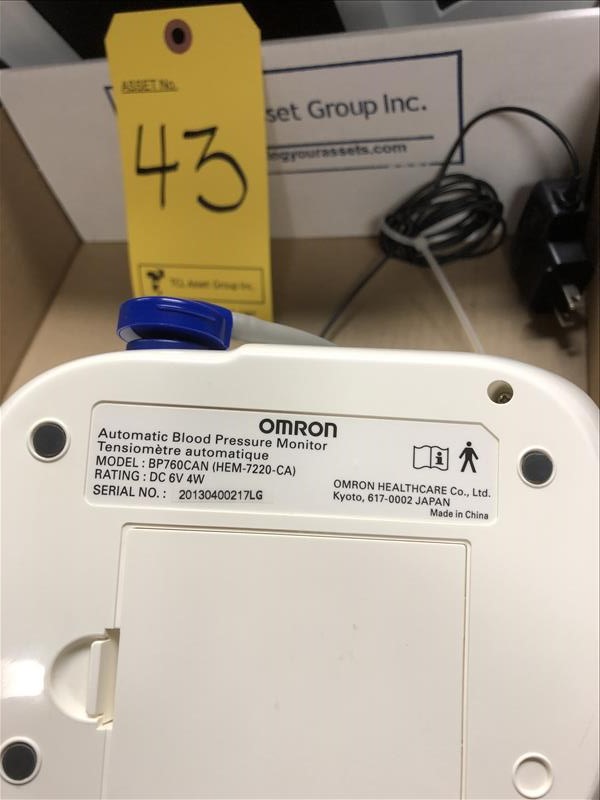 ASSET No.
43
TCL Asset Group Inc.
set Group Inc.
ingyourassets.com
OMRON
Automatic Blood Pressure Monitor
Tensiomètre automatique
MODEL : BP760CAN (HEM-7220-CA)
RATING : DC 6V 4W
SERIAL NO. : 20130400217LG
OMRON HEALTHCARE Co., Ltd.
Kyoto, 617-0002 JAPAN
Made in China